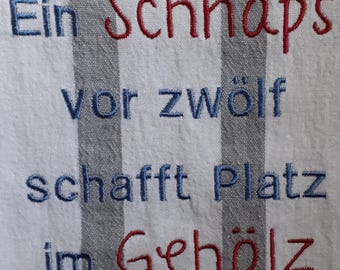 Ein Schnaps
vor zwölf
schafft Platz
im Gehölz